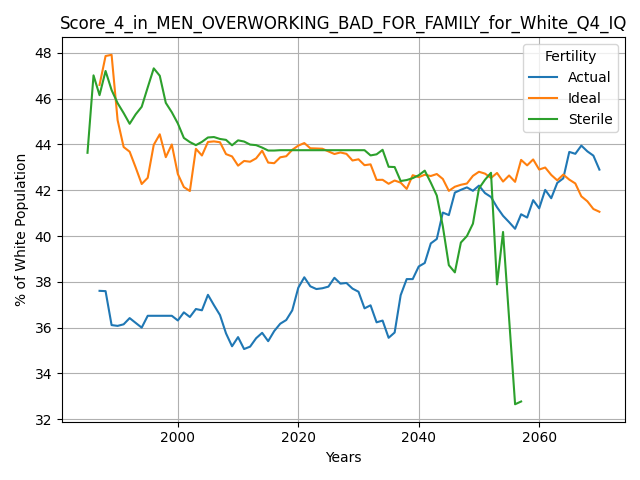 Score_4_in_MEN_OVERWORKING_BAD_FOR_FAMILY_for_White_Q4_IQ
Fertility
Actual
Ideal
Sterile
% of White Population
48
46
44
42
40
38
36
34
32
2000
2020
2040
2060
Years